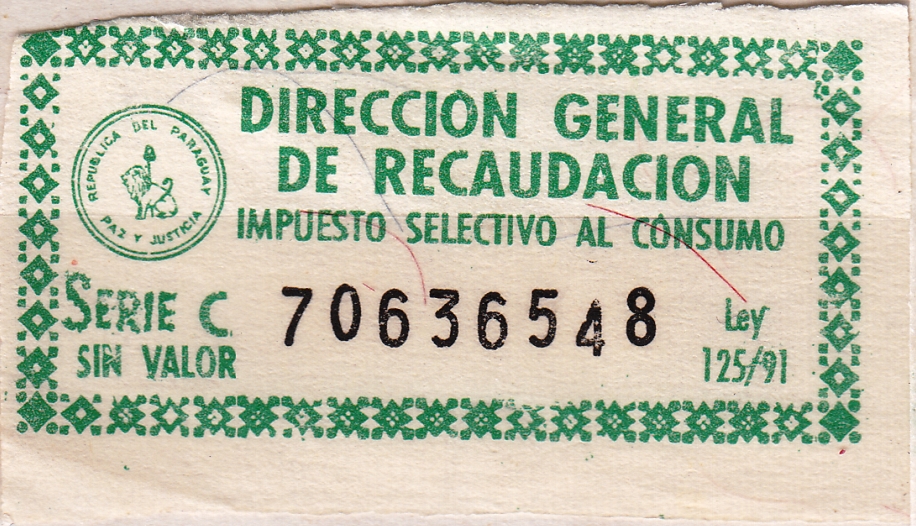 DIRECCION GENERAL
DE RECAUDACION
IMPUESTO SELECTIVO AL CONSUMO
REPUBLICA DEL PARAGUAY
PAZ Y JUSTICIA
SERIE C
70636548
Ley
SIN VALOR
125/91